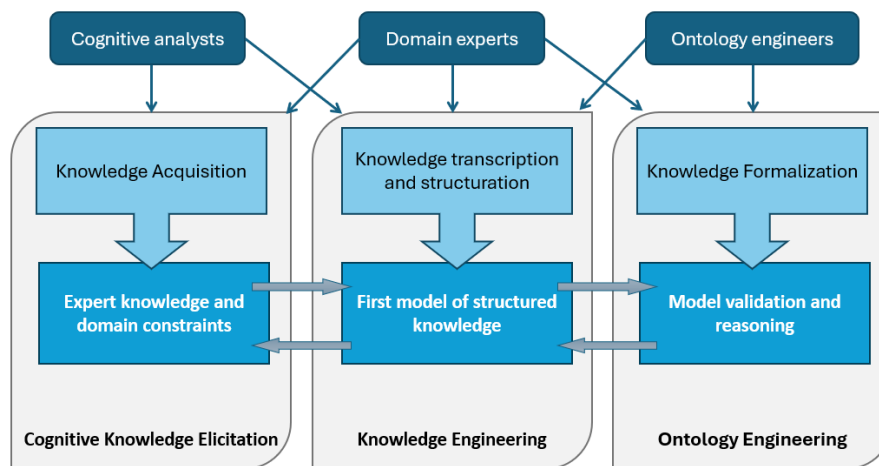 Cognitive analysts
Domain experts
Ontology engineers
Knowledge Acquisition
Knowledge transcription
and structuration
Knowledge Formalization
Expert knowledge and
domain constraints
First model of structured
knowledge
Model validation and
reasoning
Cognitive Knowledge Elicitation
Knowledge Engineering
Ontology Engineering